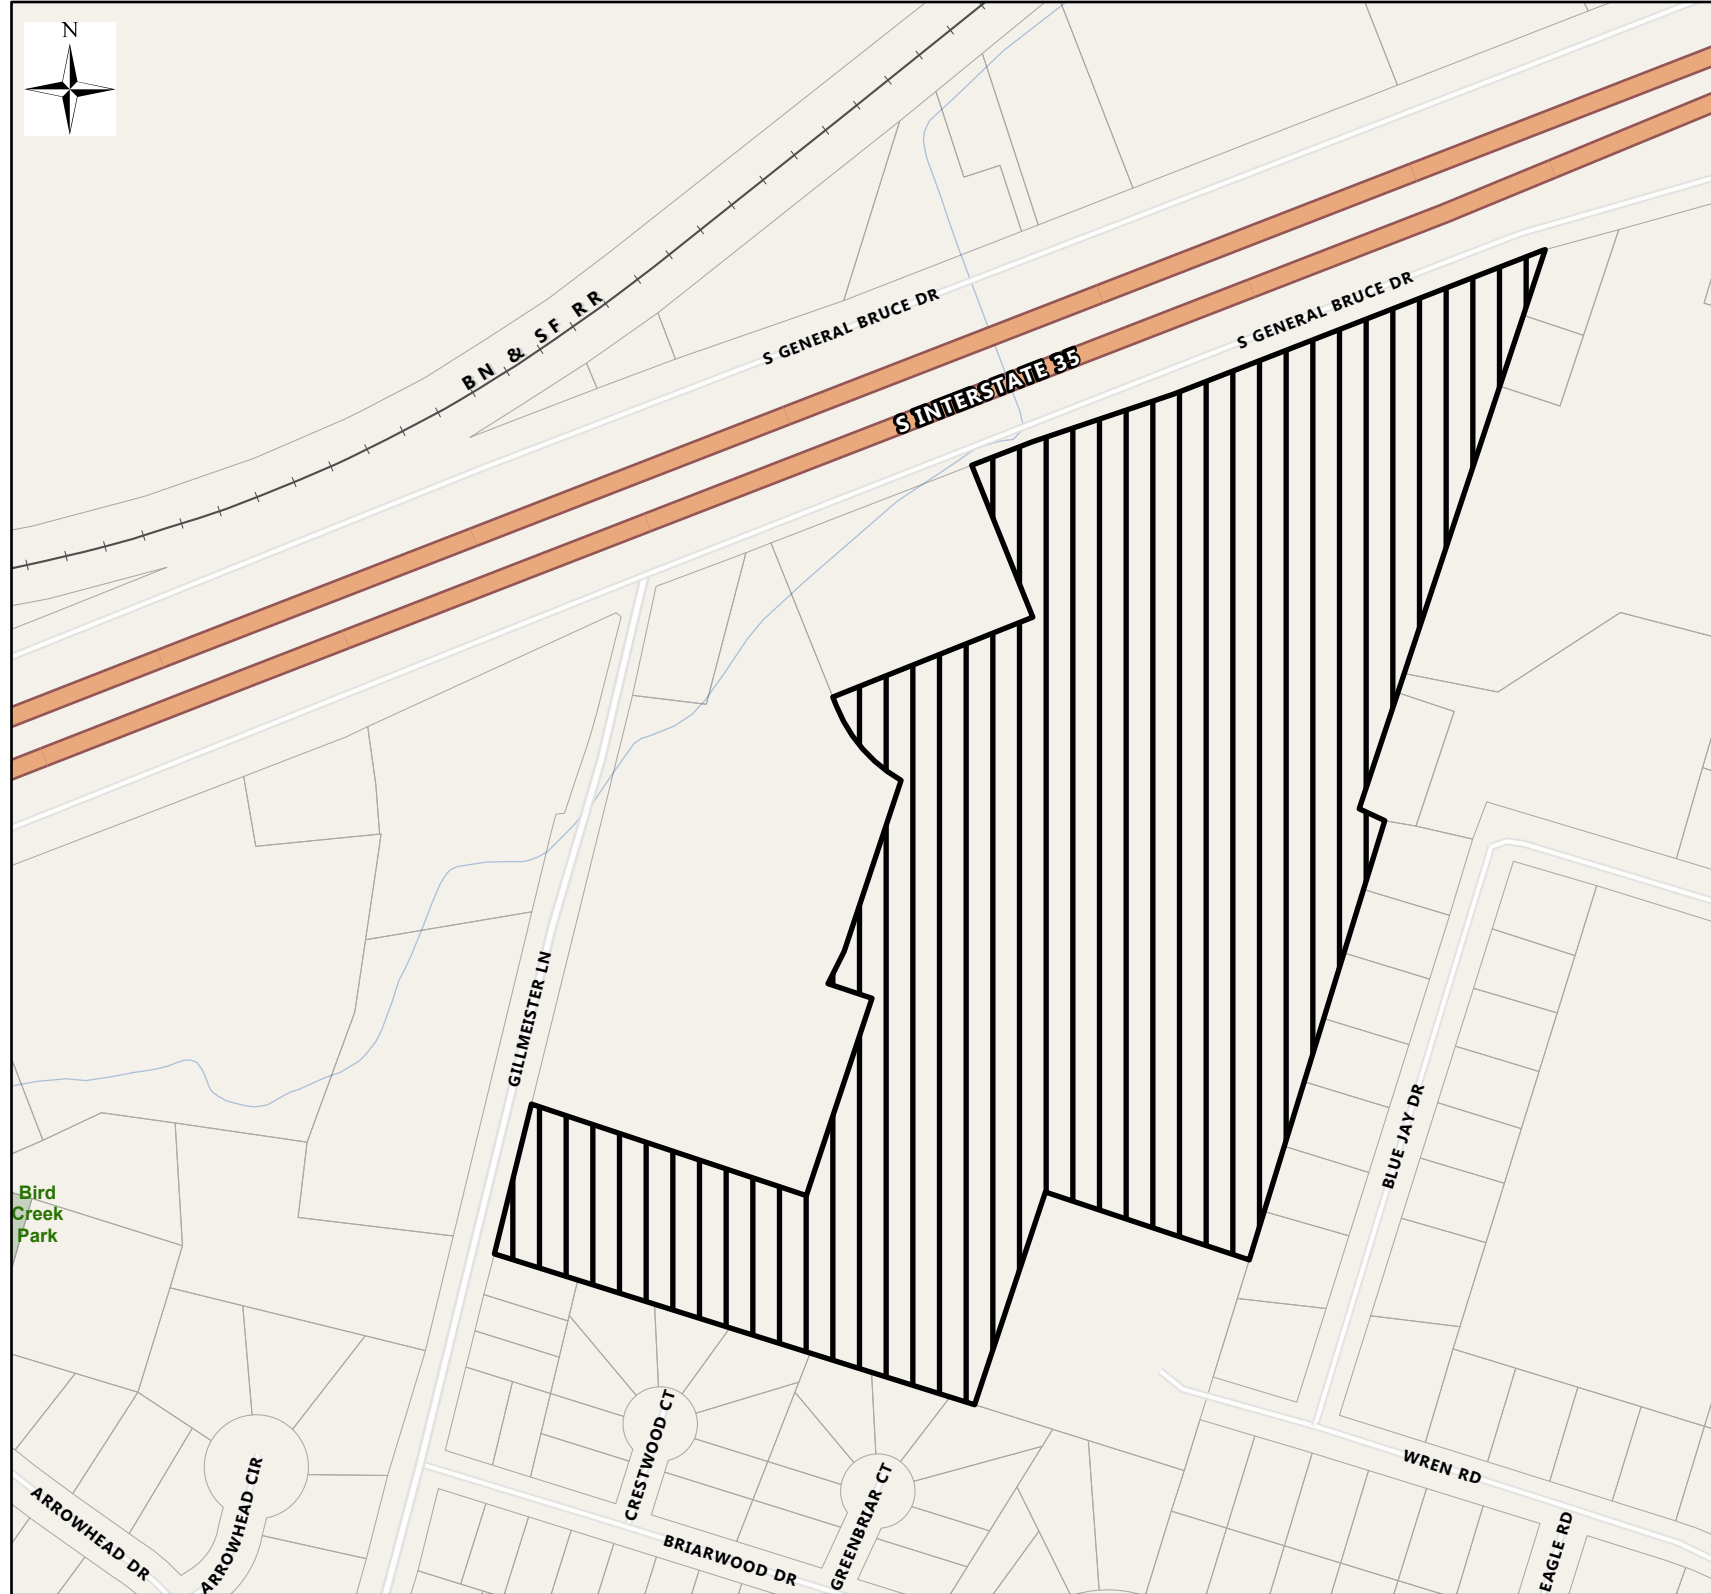 N
BN & SF RR
S GENERAL BRUCE DR
S GENERAL BRUCE DR
S INTERSTATE 35
GILLMEISTER LN
BLUE JAY DR
Bird
Creek
Park
CRESTWOOD CT
WREN RD
ARROWHEAD CIR
GREENBRIAR CT
ARROWHEAD DR
BRIARWOOD DR
EAGLE RD